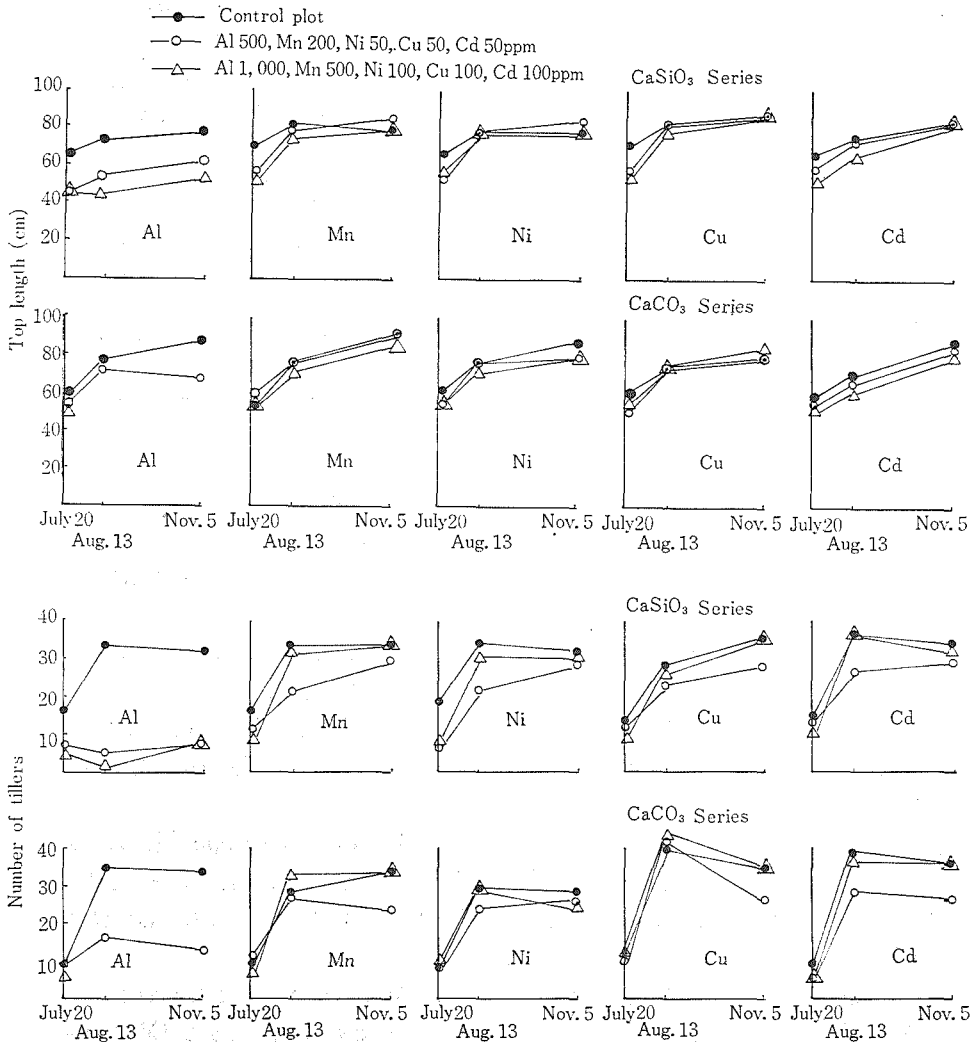 Control plot
Al 500, Mn 200, Ni 50, Cu 50, Cd 50ppm
Al 1, 000, Mn 500, Ni 100, Cu 100, Cd 100ppm
CaSiO₃ Series
100
80
60
40
20
Al
Mn
Ni
Cu
Cd
Top length (cm)
CaCO₃ Series
100
80
60
40
20
Al
Mn
Ni
Cu
Cd
July 20 Nov. 5 July 20 Nov. 5 July 20 Nov. 5 July 20 Nov. 5 July 20 Nov. 5
Aug. 13 Aug. 13 Aug. 13 Aug. 13 Aug. 13
CaSiO₃ Series
40
30
20
10
Al
Mn
Ni
Cu
Cd
Number of tillers
CaCO₃ Series
40
30
20
10
Al
Mn
Ni
Cu
Cd
July 20 Nov. 5 July 20 Nov. 5 July 20 Nov. 5 July 20 Nov. 5 July 20 Nov. 5
Aug. 13 Aug. 13 Aug. 13 Aug. 13 Aug. 13